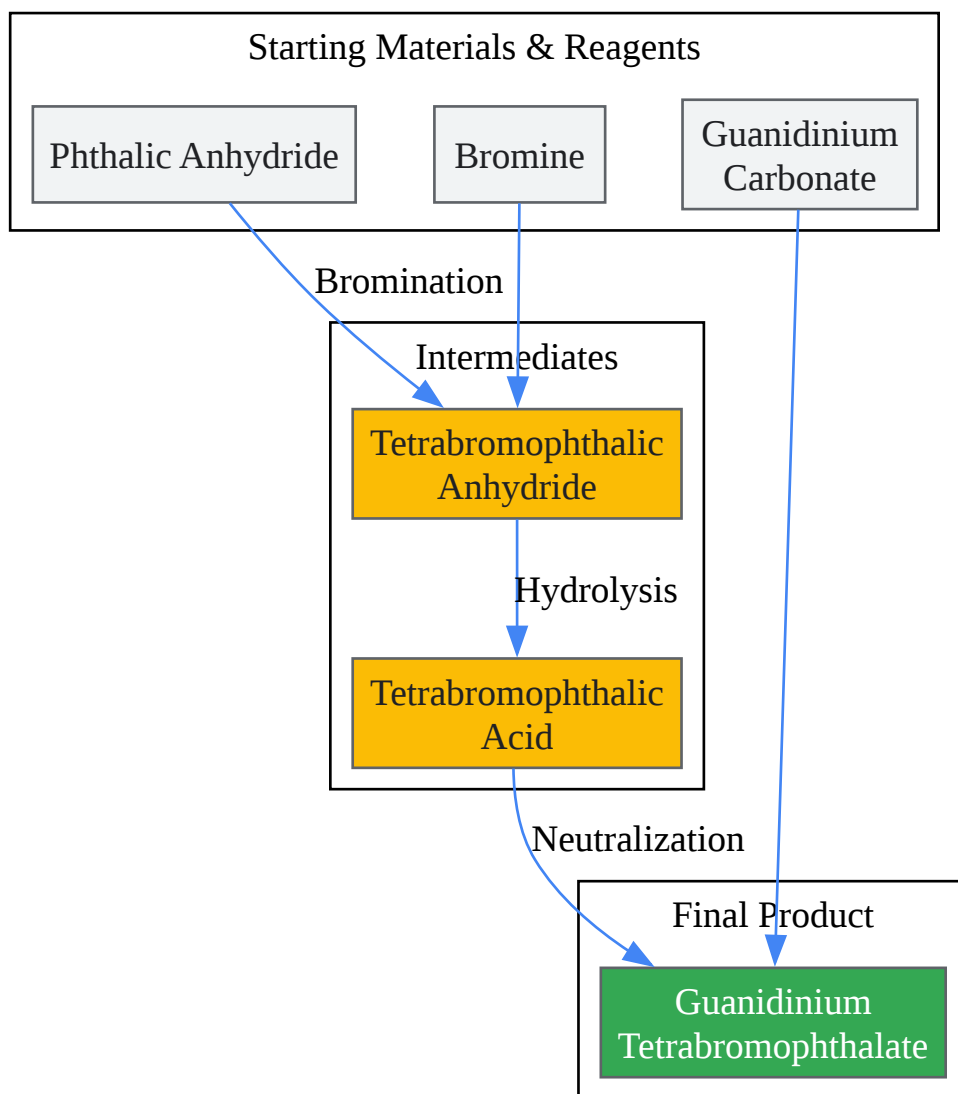 Starting Materials & Reagents
Phthalic Anhydride
Bromine
Guanidinium
Carbonate
Bromination
Intermediates
Tetrabromophthalic
Anhydride
Hydrolysis
Tetrabromophthalic
Acid
Neutralization
Final Product
Guanidinium
Tetrabromophthalate